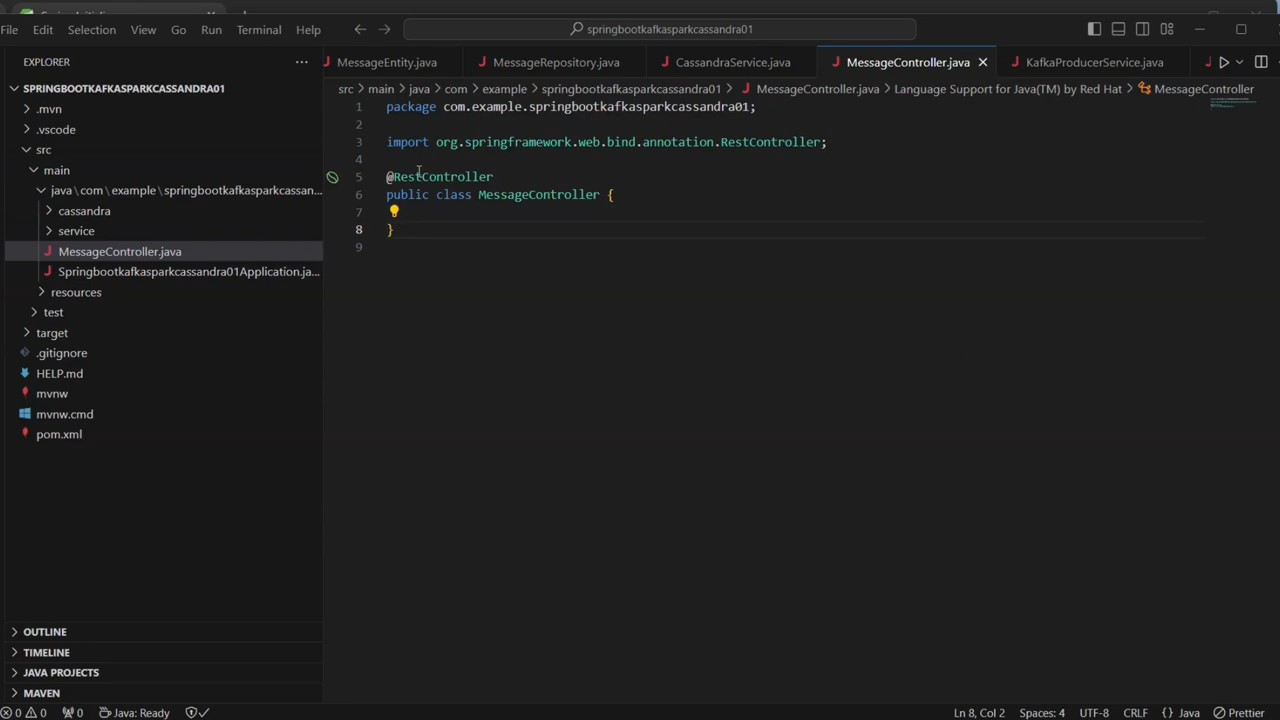 File Edit Selection View Go Run Terminal Help springbootkafkasparkcassandra01
EXPLORER
SPRINGBOOTKAFKASPARKCASSANDRA01
.mvn
.vscode
src
main
java\com\example\springbootkafkasparkcassan...
cassandra
service
MessageController.java
Springbootkafkasparkcassandra01Application.ja...
resources
test
target
.gitignore
HELP.md
mvnw
mvnw.cmd
pom.xml
OUTLINE
TIMELINE
JAVA PROJECTS
MAVEN
MessageEntity.java MessageRepository.java CassandraService.java MessageController.java KafkaProducerService.java
src > main > java > com > example > springbootkafkasparkcassandra01 > MessageController.java > Language Support for Java(TM) by Red Hat > MessageController
1 package com.example.springbootkafkasparkcassandra01;
2
3 import org.springframework.web.bind.annotation.RestController;
4
5 @RestController
6 public class MessageController {
7
8 }
9
0 0 0 Java: Ready Ln 8, Col 2 Spaces: 4 UTF-8 CRLF {} Java Prettier